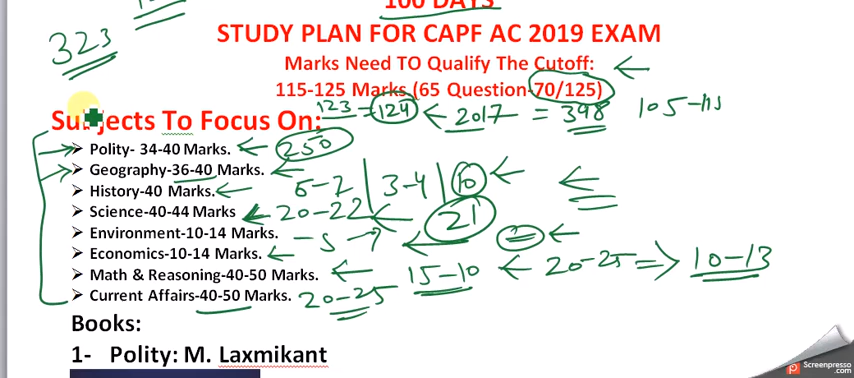 100 DAYS
323
STUDY PLAN FOR CAPF AC 2019 EXAM
Marks Need TO Qualify The Cutoff:
115-125 Marks (65 Question-70/125)
Subjects To Focus On:
123 - 124 ← 2017 = 398 105-
➢ Polity- 34-40 Marks. ← 250
➢ Geography-36-40 Marks. ←
➢ History-40 Marks. ← 6-7 | 3-4 | 10 ←
➢ Science-40-44 Marks ← 20-22 ← 21
➢ Environment-10-14 Marks. -5 → ←
➢ Economics-10-14 Marks. ←
➢ Math & Reasoning-40-50 Marks. ← 15-10 ← 20-25 ⇒ 10-13
➢ Current Affairs-40-50 Marks. 20-25
Books:
1- Polity: M. Laxmikant
Screenpresso
.com